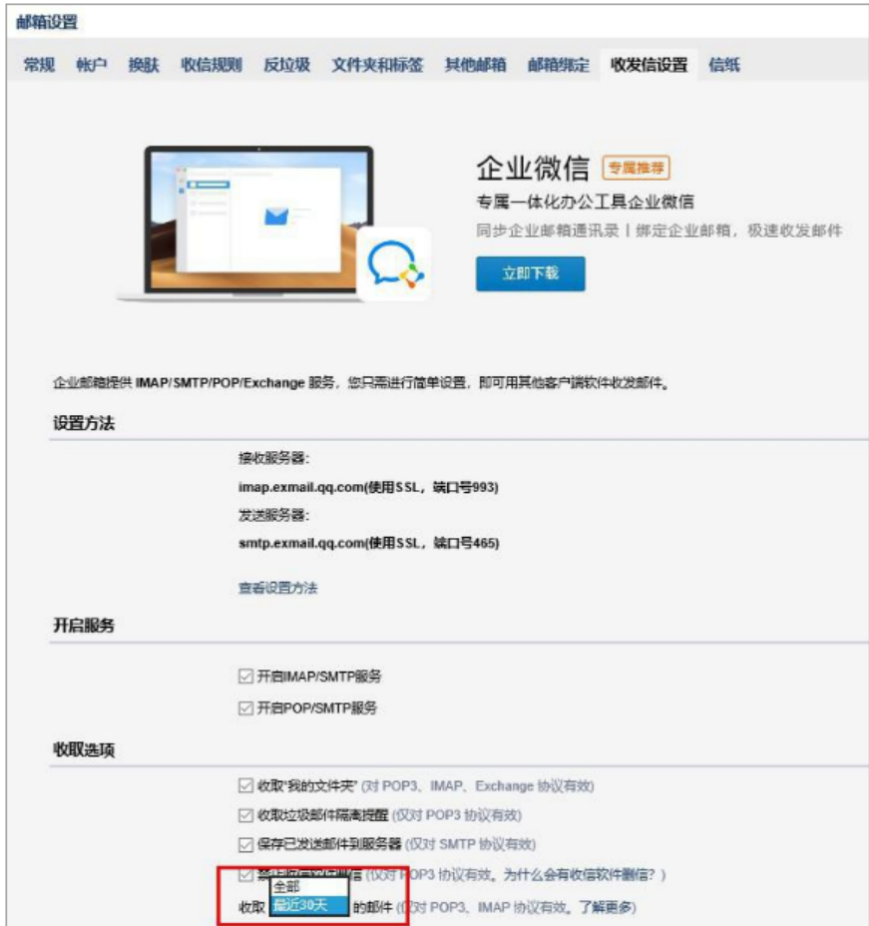 邮箱设置
常规 帐户 换肤 收信规则 反垃圾 文件夹和标签 其他邮箱 邮箱绑定 收发信设置 信纸
企业微信 专属推荐
专属一体化办公工具企业微信
同步企业邮箱通讯录丨绑定企业邮箱，极速收发邮件
立即下载
企业邮箱提供 IMAP/SMTP/POP/Exchange 服务，您只需进行简单设置，即可用其他客户端软件收发邮件。
设置方法
接收服务器：
imap.exmail.qq.com(使用SSL，端口号993)
发送服务器：
smtp.exmail.qq.com(使用SSL，端口号465)
查看设置方法
开启服务
开启IMAP/SMTP服务
开启POP/SMTP服务
收取选项
收取"我的文件夹" (对 POP3、IMAP、Exchange 协议有效)
收取垃圾邮件隔离提醒 (仅对 POP3 协议有效)
保存已发送邮件到服务器 (仅对 SMTP 协议有效)
信 (仅对 POP3 协议有效。为什么会有收信软件删信？)
全部
收取 最近30天 的邮件 (仅对 POP3、IMAP 协议有效。了解更多)